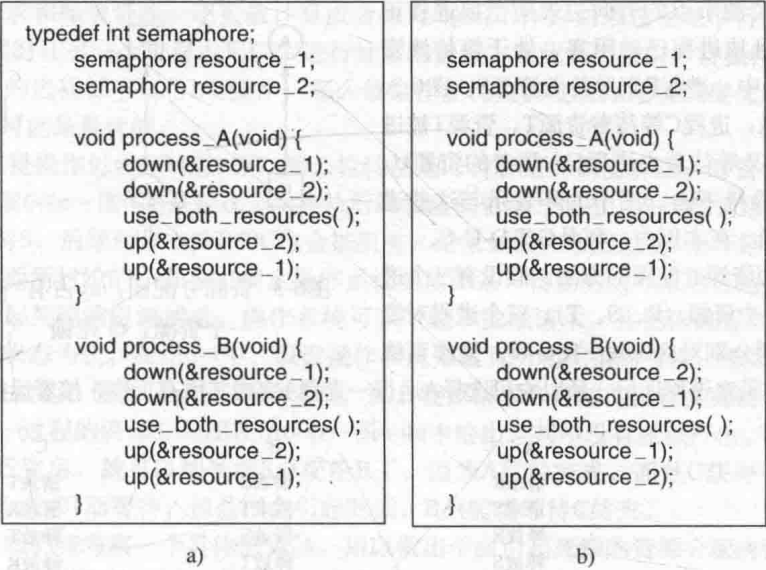 typedef int semaphore;
semaphore resource_1;
semaphore resource_2;
void process_A(void) {
down(&resource_1);
down(&resource_2);
use_both_resources( );
up(&resource_2);
up(&resource_1);
}
void process_B(void) {
down(&resource_1);
down(&resource_2);
use_both_resources( );
up(&resource_2);
up(&resource_1);
}
a)
semaphore resource_1;
semaphore resource_2;
void process_A(void) {
down(&resource_1);
down(&resource_2);
use_both_resources( );
up(&resource_2);
up(&resource_1);
}
void process_B(void) {
down(&resource_2);
down(&resource_1);
use_both_resources( );
up(&resource_1);
up(&resource_2);
}
b)